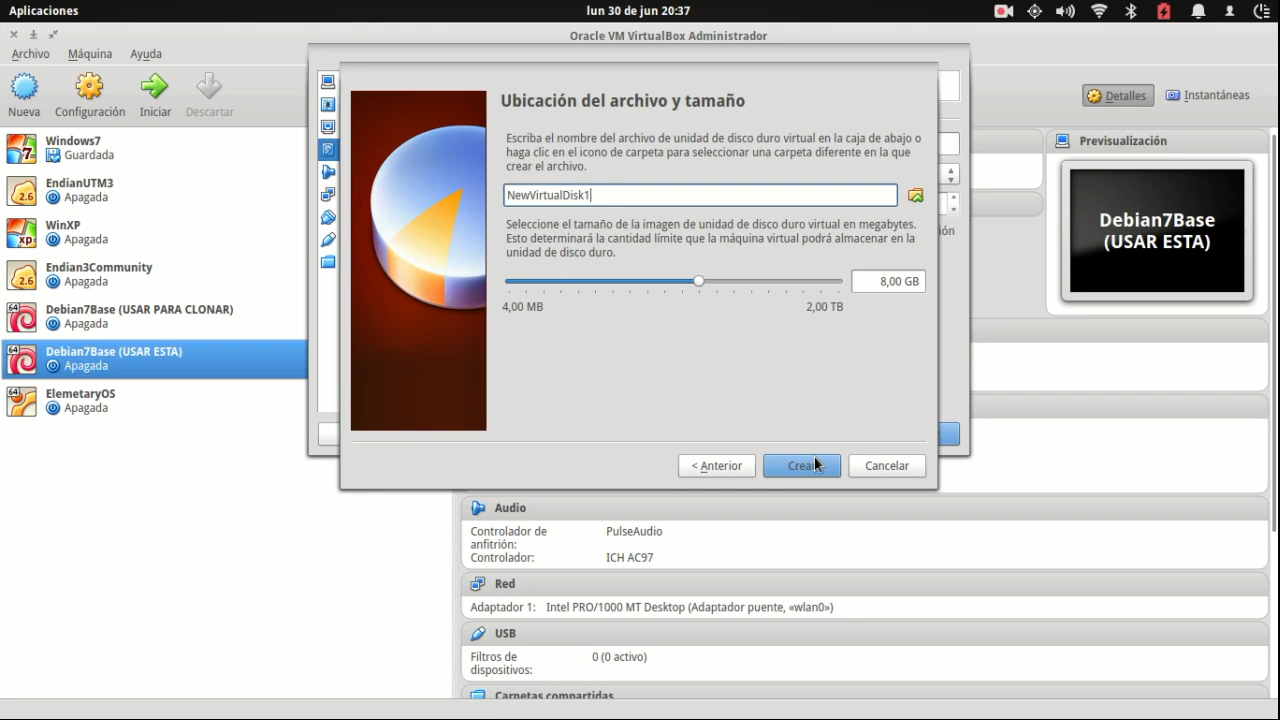 Aplicaciones
lun 30 de jun 20:37
Oracle VM VirtualBox Administrador
Archivo
Máquina
Ayuda
Nueva
Configuración
Iniciar
Descartar
Detalles
Instantáneas
Windows7
Guardada
EndianUTM3
Apagada
WinXP
Apagada
Endian3Community
Apagada
Debian7Base (USAR PARA CLONAR)
Apagada
Debian7Base (USAR ESTA)
Apagada
ElemetaryOS
Apagada
Ubicación del archivo y tamaño
Escriba el nombre del archivo de unidad de disco duro virtual en la caja de abajo o
haga clic en el icono de carpeta para seleccionar una carpeta diferente en la que
crear el archivo.
NewVirtualDisk1
Seleccione el tamaño de la imagen de unidad de disco duro virtual en megabytes.
Esto determinará la cantidad límite que la máquina virtual podrá almacenar en la
unidad de disco duro.
8,00 GB
4,00 MB
2,00 TB
< Anterior
Crear
Cancelar
ión
Previsualización
Debian7Base
(USAR ESTA)
Audio
Controlador de
anfitrión:
PulseAudio
Controlador:
ICH AC97
Red
Adaptador 1:
Intel PRO/1000 MT Desktop (Adaptador puente, «wlan0»)
USB
Filtros de
dispositivos:
0 (0 activo)
Carpetas compartidas